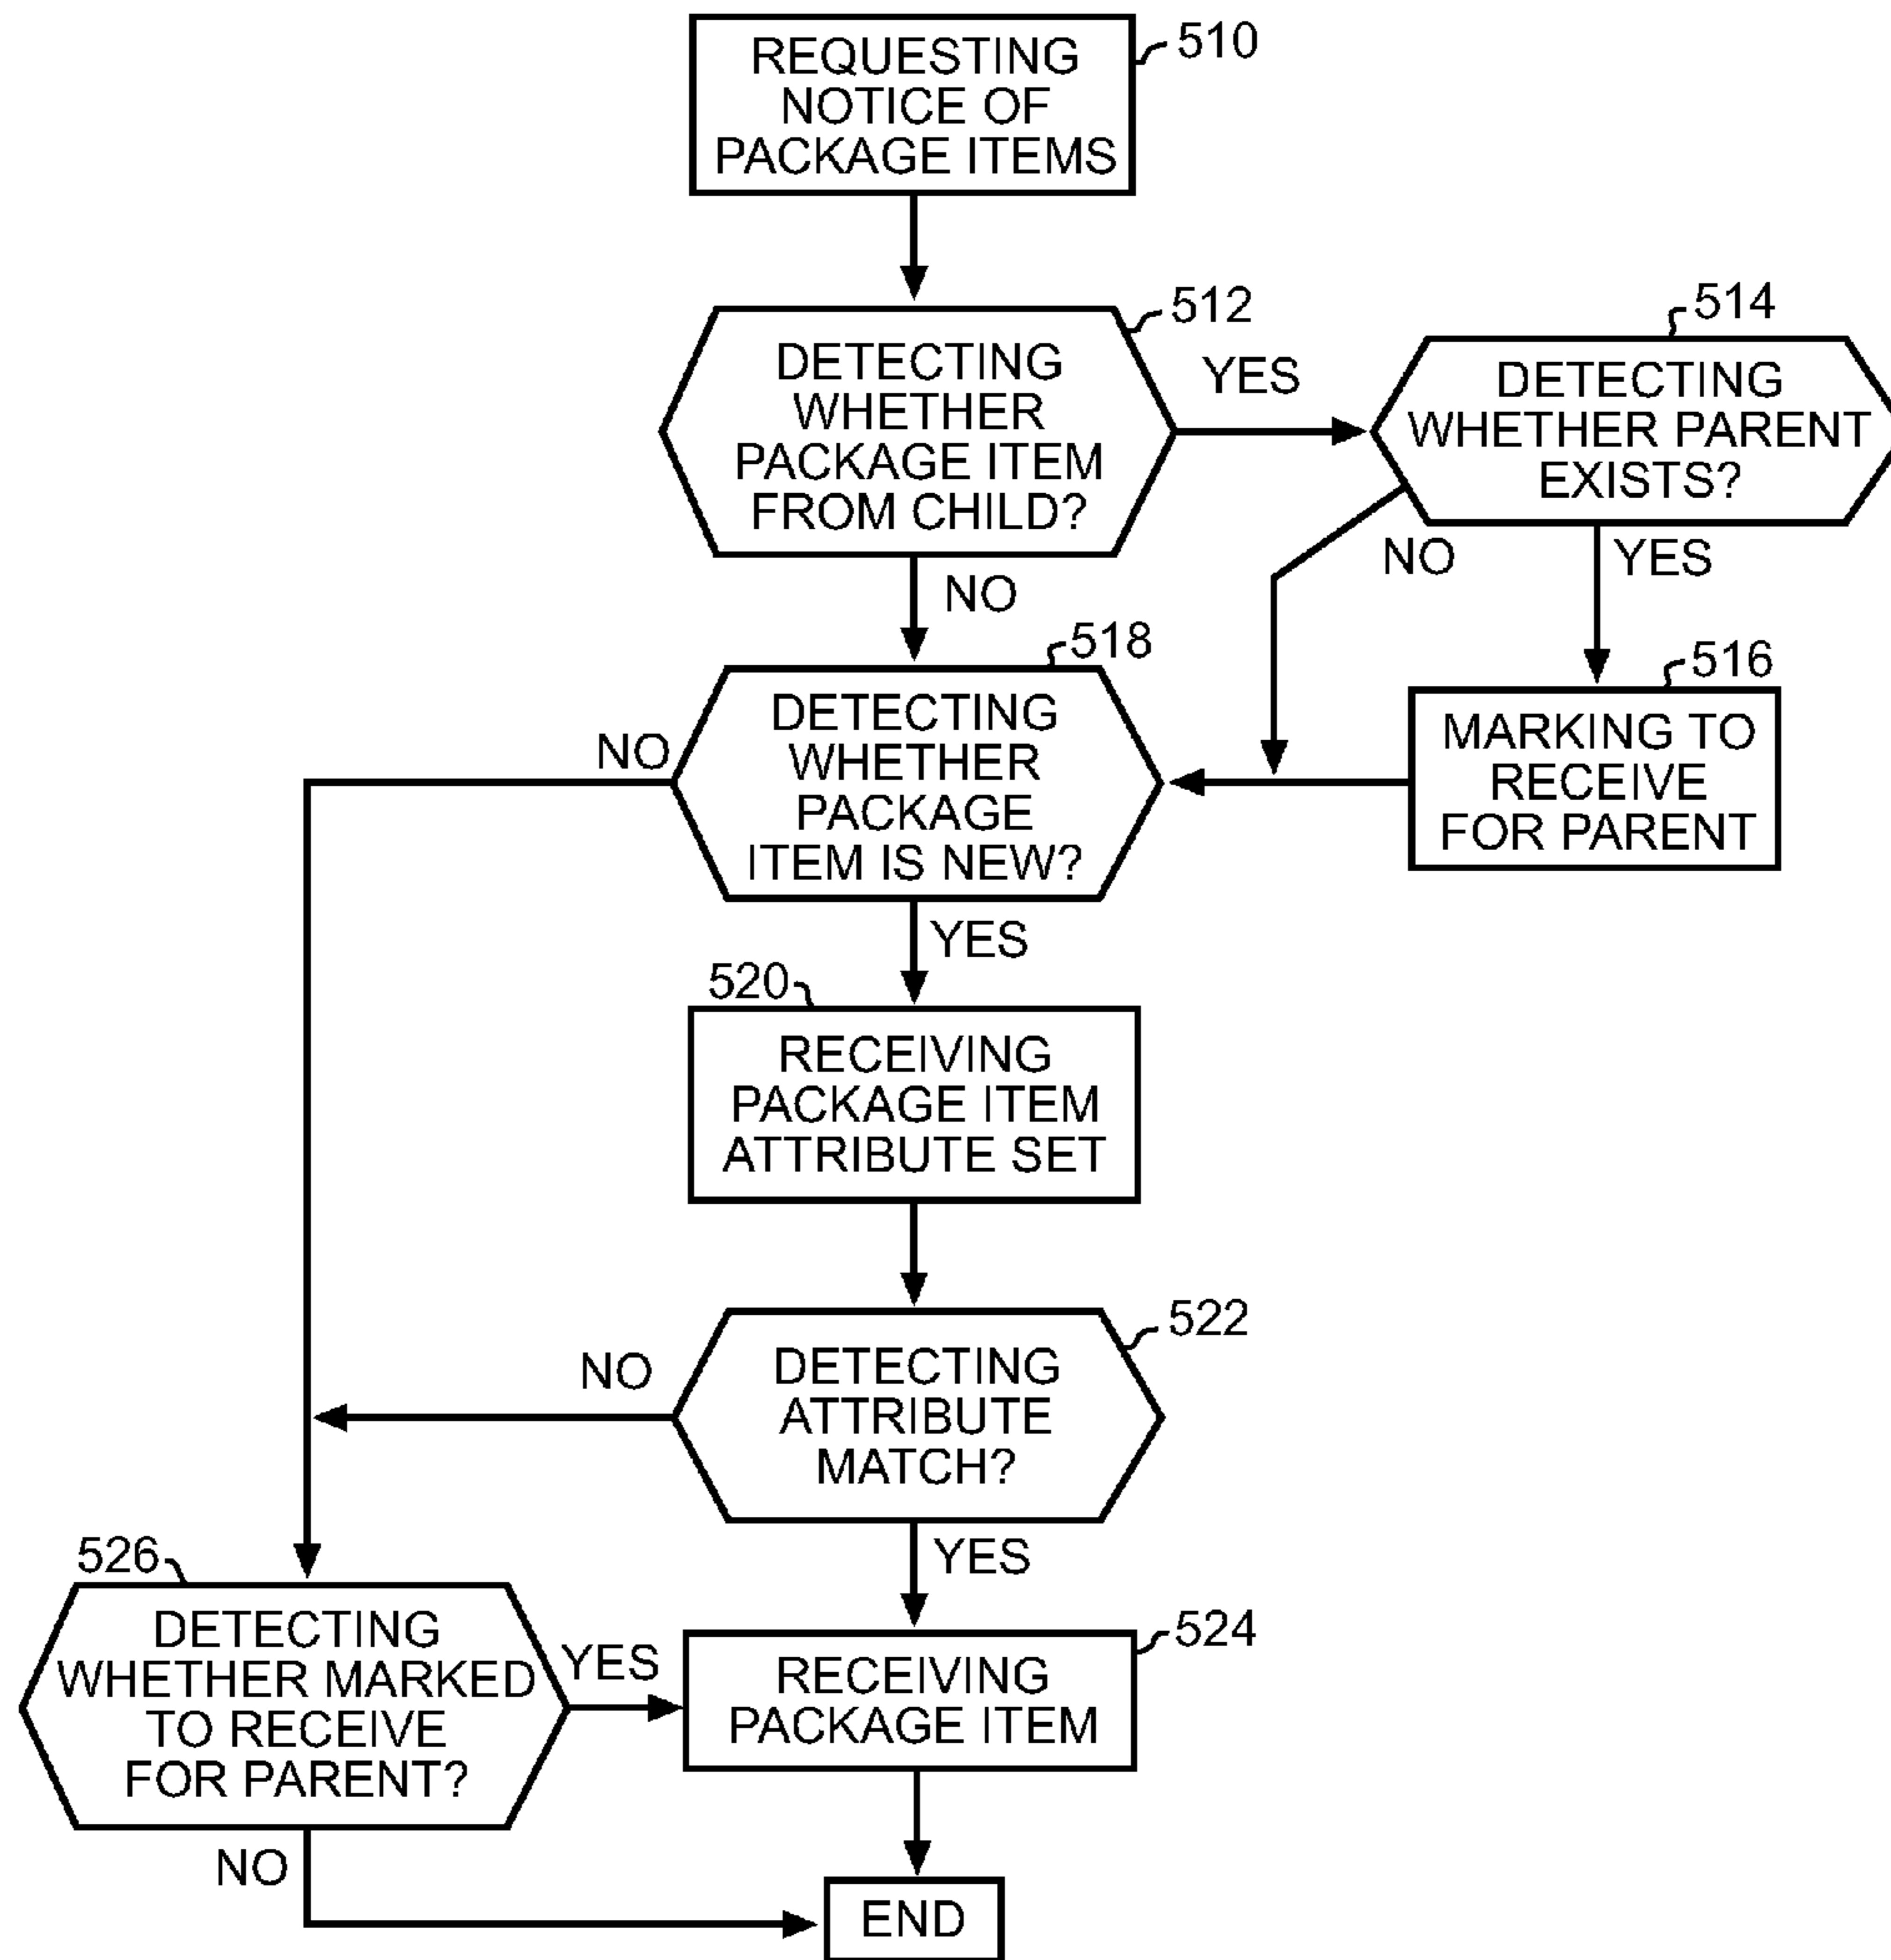 REQUESTING
NOTICE OF
PACKAGE ITEMS
510
DETECTING
WHETHER
PACKAGE ITEM
FROM CHILD?
512
YES
NO
DETECTING
WHETHER PARENT
EXISTS?
514
NO
YES
MARKING TO
RECEIVE
FOR PARENT
516
DETECTING
WHETHER
PACKAGE
ITEM IS NEW?
518
NO
YES
520
RECEIVING
PACKAGE ITEM
ATTRIBUTE SET
DETECTING
ATTRIBUTE
MATCH?
522
NO
YES
526
DETECTING
WHETHER MARKED
TO RECEIVE
FOR PARENT?
YES
NO
RECEIVING
PACKAGE ITEM
524
END